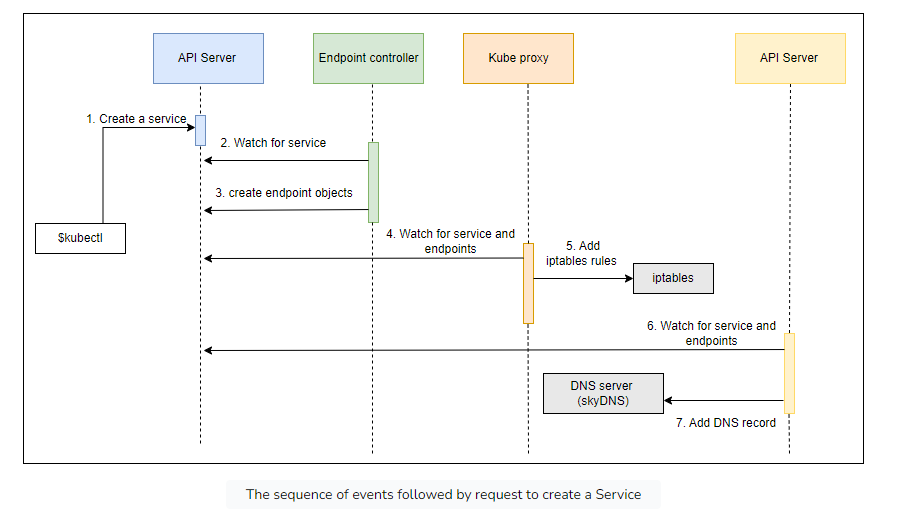 API Server
Endpoint controller
Kube proxy
API Server
1. Create a service
2. Watch for service
3. create endpoint objects
$kubectl
4. Watch for service and
endpoints
5. Add
iptables rules
iptables
6. Watch for service and
endpoints
DNS server
(skyDNS)
7. Add DNS record
The sequence of events followed by request to create a Service